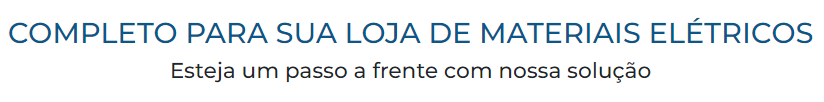 COMPLETO PARA SUA LOJA DE MATERIAIS ELÉTRICOS
Esteja um passo a frente com nossa solução